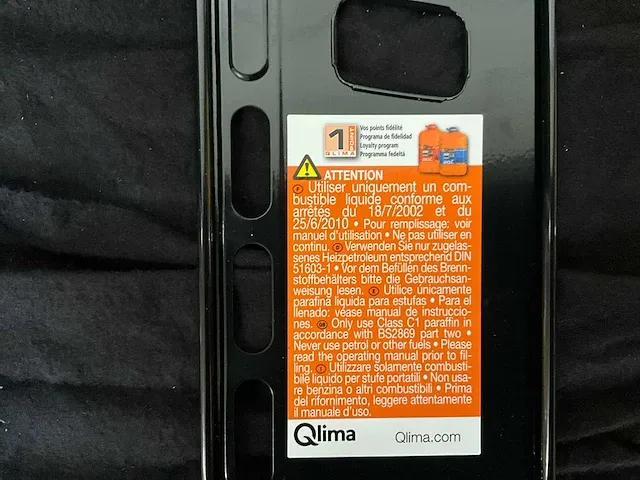 1 POINT
QLIMA
Vos points fidélité
Programa de fidelidad
Loyalty program
Programma fedeltà
ATTENTION
F Utiliser uniquement un com-
bustible liquide conforme aux
arrêtés du 18/7/2002 et du
25/6/2010 • Pour remplissage: voir
manuel d'utilisation • Ne pas utiliser en
continu. D Verwenden Sie nur zugelas-
senes Heizpetroleum entsprechend DIN
51603-1 • Vor dem Befüllen des Brenn-
stoffbehälters bitte die Gebrauchsan-
weisung lesen. E Utilice únicamente
parafina líquida para estufas • Para el
llenado: véase manual de instruccio-
nes. GB Only use Class C1 paraffin in
accordance with BS2869 part two •
Never use petrol or other fuels • Please
read the operating manual prior to fil-
ling. I Utilizzare solamente combusti-
bile liquido per stufe portatili • Non usa-
re benzina o altri combustibili • Prima
del rifornimento, leggere attentamente
il manuale d'uso.
Qlima
Qlima.com